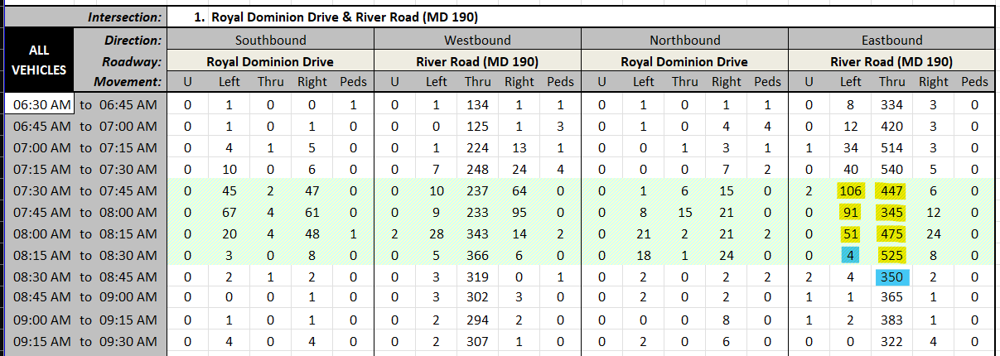 Intersection: 1. Royal Dominion Drive & River Road (MD 190)
ALL VEHICLES
Direction: Southbound Westbound Northbound Eastbound
Roadway: Royal Dominion Drive River Road (MD 190) Royal Dominion Drive River Road (MD 190)
Movement: U Left Thru Right Peds U Left Thru Right Peds U Left Thru Right Peds U Left Thru Right Peds
06:30 AM to 06:45 AM 0 1 0 0 1 0 1 134 1 1 0 1 0 1 1 0 8 334 3 0
06:45 AM to 07:00 AM 0 1 0 1 0 0 0 125 1 3 0 1 0 4 4 0 12 420 3 0
07:00 AM to 07:15 AM 0 4 1 5 0 0 1 224 13 1 0 0 1 3 1 1 34 514 3 0
07:15 AM to 07:30 AM 0 10 0 6 0 0 7 248 24 4 0 0 0 7 2 0 40 540 5 0
07:30 AM to 07:45 AM 0 45 2 47 0 0 10 237 64 0 0 1 6 15 0 2 106 447 6 0
07:45 AM to 08:00 AM 0 67 4 61 0 0 9 233 95 0 0 8 15 21 0 0 91 345 12 0
08:00 AM to 08:15 AM 0 20 4 48 1 2 28 343 14 2 0 21 2 21 2 0 51 475 24 0
08:15 AM to 08:30 AM 0 3 0 8 0 0 5 366 6 0 0 18 1 24 0 0 4 525 8 0
08:30 AM to 08:45 AM 0 2 1 2 0 0 3 319 0 1 0 2 0 2 2 2 4 350 2 0
08:45 AM to 09:00 AM 0 0 0 1 0 0 3 302 3 0 0 2 0 2 0 1 1 365 1 0
09:00 AM to 09:15 AM 0 1 0 1 0 0 2 294 2 0 0 0 0 8 0 1 2 383 1 0
09:15 AM to 09:30 AM 0 4 0 4 0 0 2 307 1 0 0 2 0 6 0 0 0 322 4 0